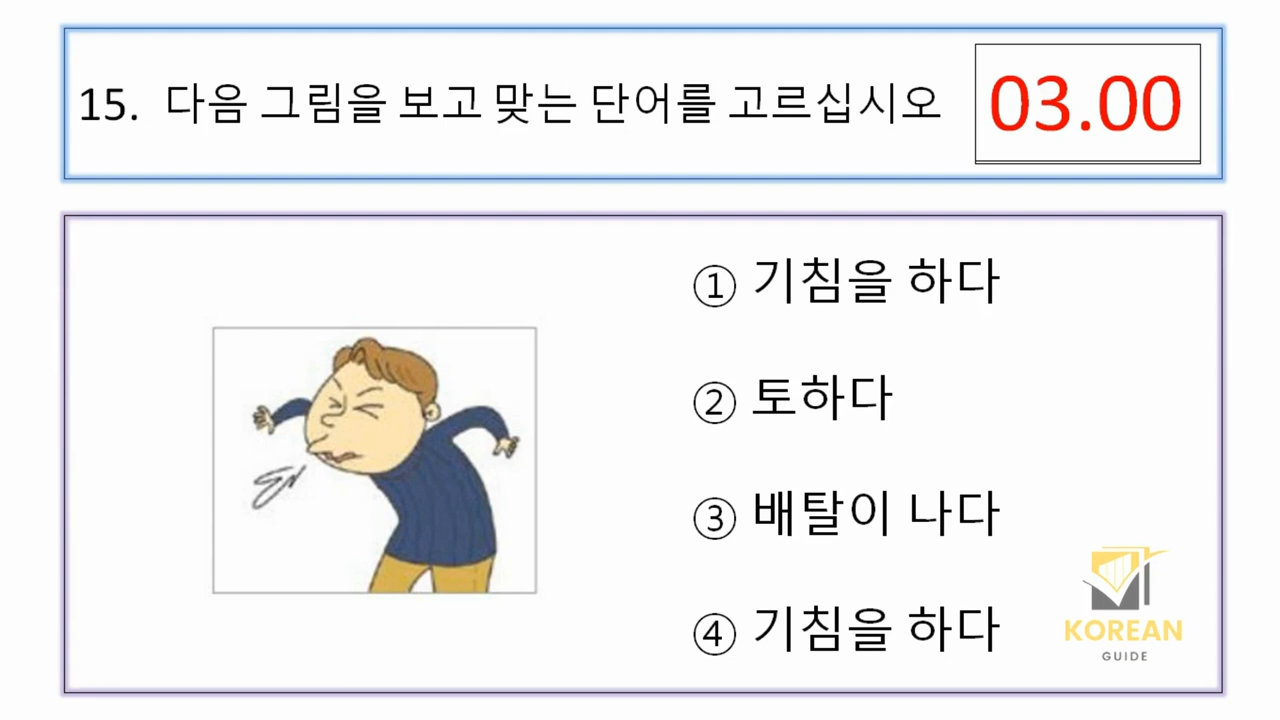 15. 다음 그림을 보고 맞는 단어를 고르십시오
03.00
① 기침을 하다
② 토하다
③ 배탈이 나다
④ 기침을 하다
KOREAN
GUIDE